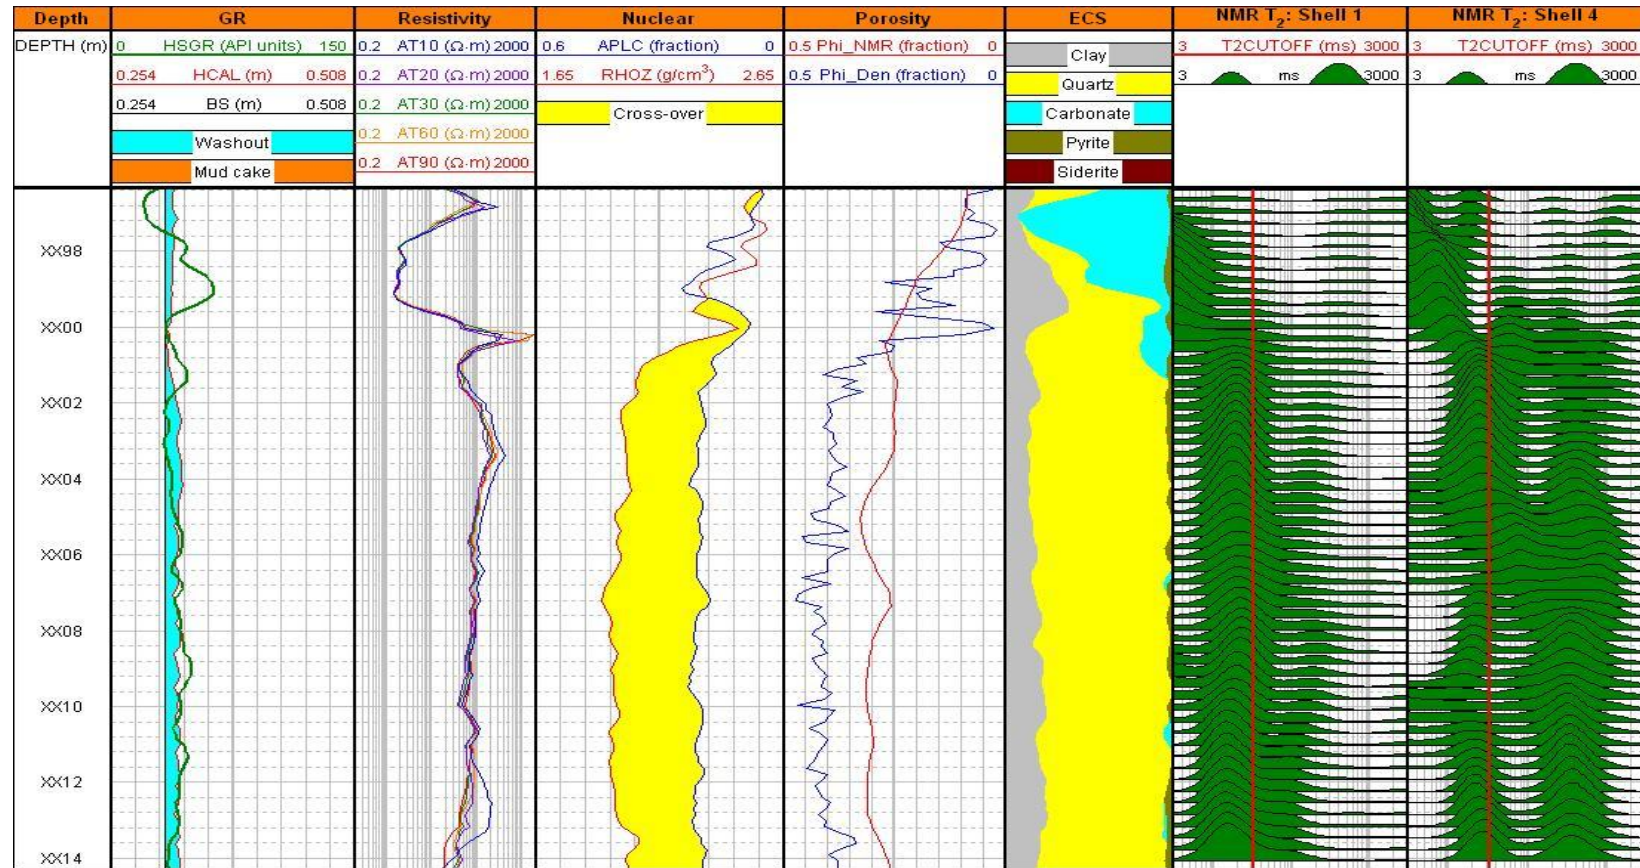 Depth GR Resistivity Nuclear Porosity ECS NMR T₂: Shell 1 NMR T₂: Shell 4
DEPTH (m) 0 HSGR (API units) 150 0.2 AT10 (Ω·m) 2000 0.6 APLC (fraction) 0 0.5 Phi_NMR (fraction) 0 Clay 3 T2CUTOFF (ms) 3000 3 T2CUTOFF (ms) 3000
0.254 HCAL (m) 0.508 0.2 AT20 (Ω·m) 2000 1.65 RHOZ (g/cm³) 2.65 0.5 Phi_Den (fraction) 0 Quartz 3 ms 3000 3 ms 3000
0.254 BS (m) 0.508 0.2 AT30 (Ω·m) 2000 Cross-over Carbonate
Washout 0.2 AT60 (Ω·m) 2000 Pyrite
Mud cake 0.2 AT90 (Ω·m) 2000 Siderite
XX98
XX00
XX02
XX04
XX06
XX08
XX10
XX12
XX14